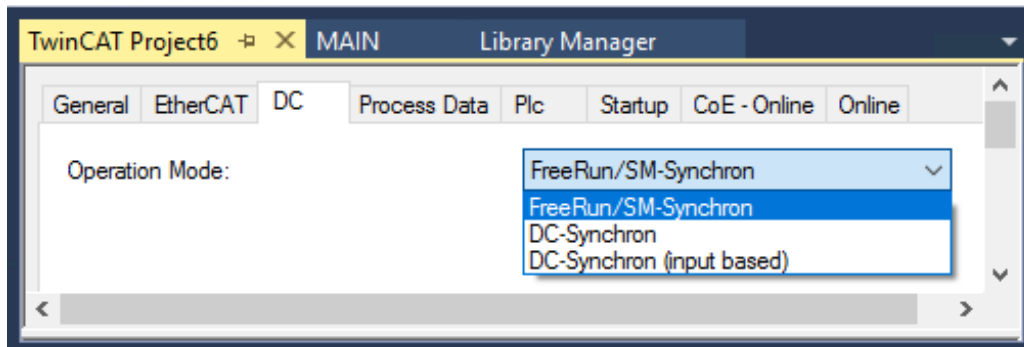 TwinCAT Project6 MAIN Library Manager
General EtherCAT DC Process Data Plc Startup CoE - Online Online
Operation Mode: FreeRun/SM-Synchron
FreeRun/SM-Synchron
DC-Synchron
DC-Synchron (input based)